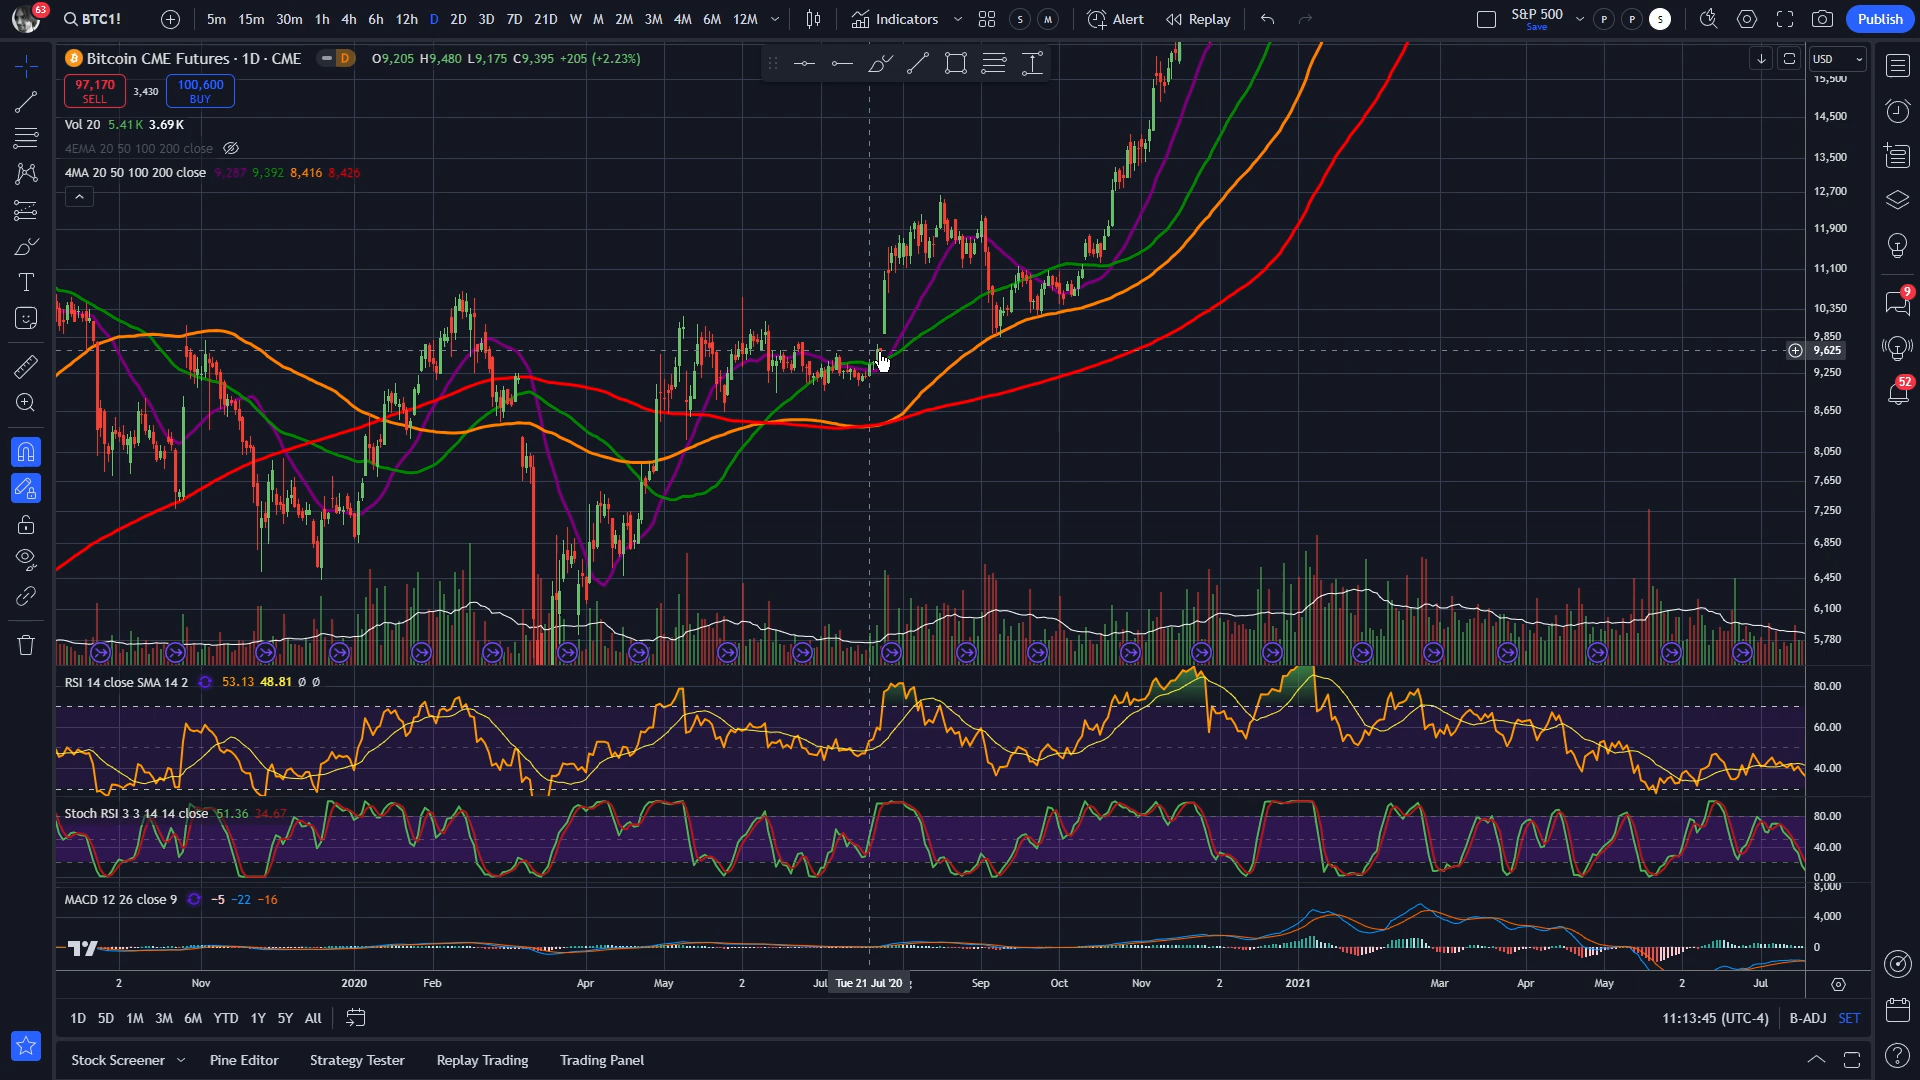 63
BTC1!
5m 15m 30m 1h 4h 6h 12h D 2D 3D 7D 21D W M 2M 3M 4M 6M 12M
Indicators
S M
Alert
Replay
S&P 500
Save
P P S
Publish
Bitcoin CME Futures · 1D · CME
D
O9,205 H9,480 L9,175 C9,395 +205 (+2.23%)
USD
97,170
SELL
3,430
100,600
BUY
Vol 20 5.41K 3.69K
4EMA 20 50 100 200 close
4MA 20 50 100 200 close 9,287 9,392 8,416 8,426
15,500
14,500
13,500
12,700
11,900
11,100
10,350
9,850
9,625
9,250
8,650
8,050
7,650
7,250
6,850
6,450
6,100
5,780
9
52
RSI 14 close SMA 14 2 53.13 48.81 Ø Ø
80.00
60.00
40.00
Stoch RSI 3 3 14 14 close 51.36 34.67
80.00
40.00
0.00
MACD 12 26 close 9 −5 −22 −16
8,000
4,000
0
2 Nov 2020 Feb Apr May 2 Jul Tue 21 Jul '20 Sep Oct Nov 2 2021 Mar Apr May 2 Jul
1D 5D 1M 3M 6M YTD 1Y 5Y All
11:13:45 (UTC-4) B-ADJ SET
Stock Screener Pine Editor Strategy Tester Replay Trading Trading Panel